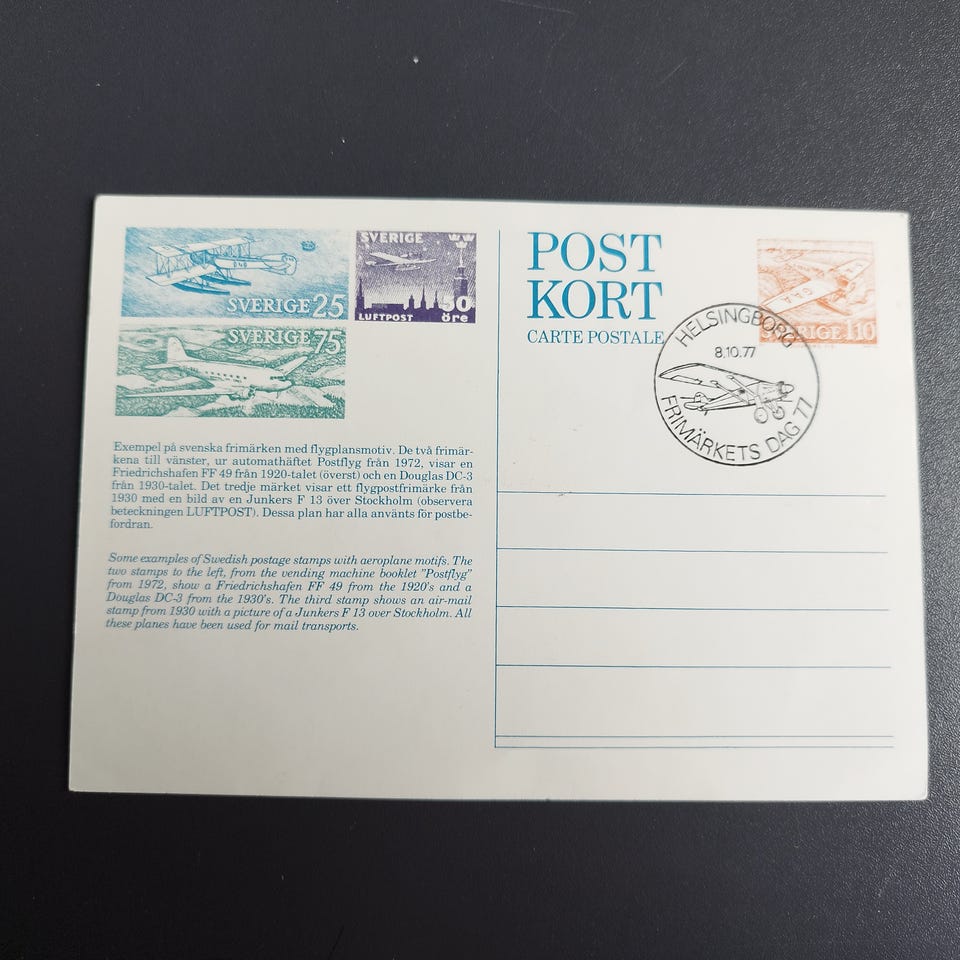 SVERIGE 25
SVERIGE
50
LUFTPOST öre
SVERIGE 75
Exempel på svenska frimärken med flygplansmotiv. De två frimär-
kena till vänster, ur automathäftet Postflyg från 1972, visar en
Friedrichshafen FF 49 från 1920-talet (överst) och en Douglas DC-3
från 1930-talet. Det tredje märket visar ett flygpostfrimärke från
1930 med en bild av en Junkers F 13 över Stockholm (observera
beteckningen LUFTPOST). Dessa plan har alla använts för postbe-
fordran.
Some examples of Swedish postage stamps with aeroplane motifs. The
two stamps to the left, from the vending machine booklet "Postflyg"
from 1972, show a Friedrichshafen FF 49 from the 1920's and a
Douglas DC-3 from the 1930's. The third stamp shows an air-mail
stamp from 1930 with a picture of a Junkers F 13 over Stockholm. All
these planes have been used for mail transports.
POST
KORT
CARTE POSTALE
SVERIGE 110
HELSINGBORG
8.10.77
FRIMÄRKETS DAG 77